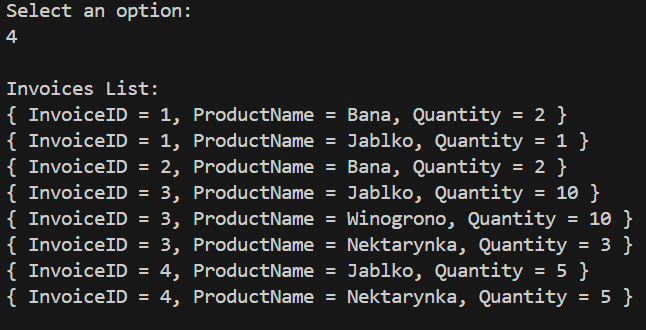 Select an option:
4
Invoices List:
{ InvoiceID = 1, ProductName = Bana, Quantity = 2 }
{ InvoiceID = 1, ProductName = Jablko, Quantity = 1 }
{ InvoiceID = 2, ProductName = Bana, Quantity = 2 }
{ InvoiceID = 3, ProductName = Jablko, Quantity = 10 }
{ InvoiceID = 3, ProductName = Winogrono, Quantity = 10 }
{ InvoiceID = 3, ProductName = Nektarynka, Quantity = 3 }
{ InvoiceID = 4, ProductName = Jablko, Quantity = 5 }
{ InvoiceID = 4, ProductName = Nektarynka, Quantity = 5 }